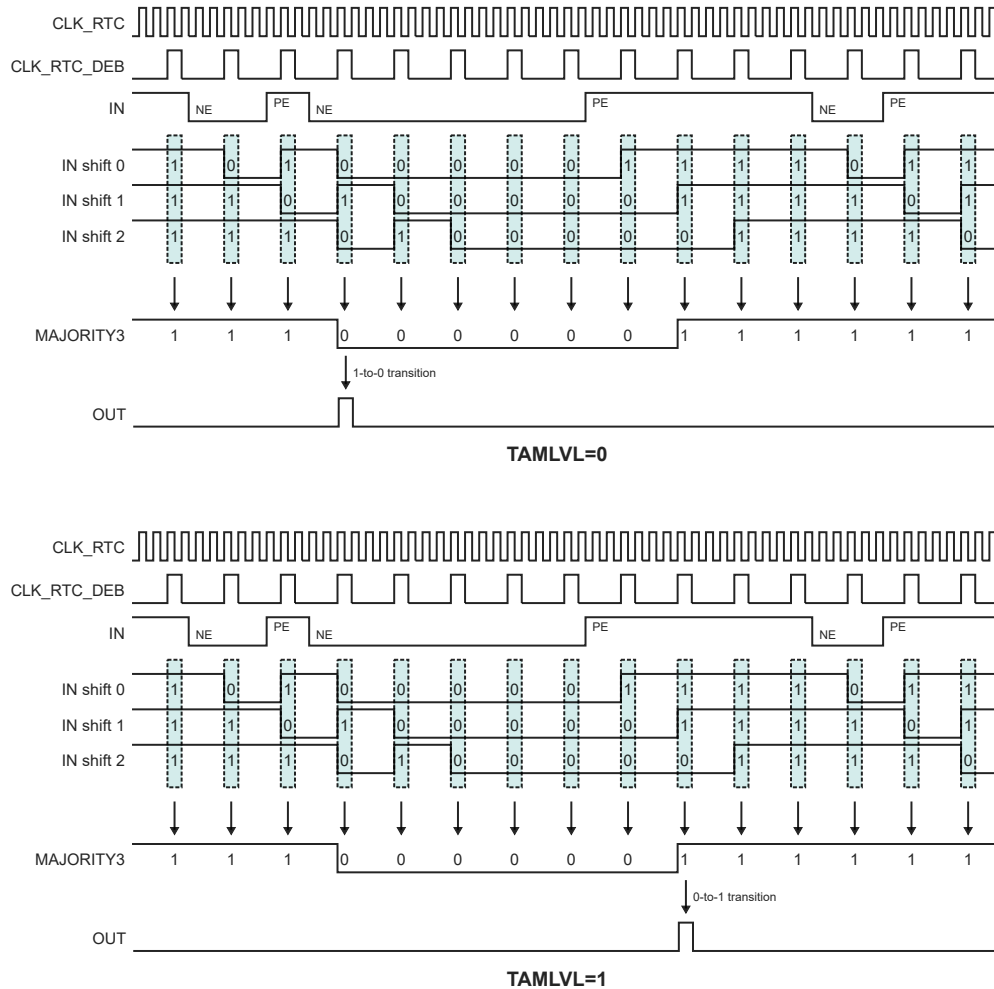 CLK_RTC
CLK_RTC_DEB
IN NE PE NE PE NE PE
IN shift 0 1 0 1 0 0 0 0 0 1 1 1 1 0 1 1
IN shift 1 1 1 0 1 0 0 0 0 0 1 1 1 1 0 1
IN shift 2 1 1 1 0 1 0 0 0 0 0 1 1 1 1 0
MAJORITY3 1 1 1 0 0 0 0 0 0 1 1 1 1 1 1
1-to-0 transition
OUT
TAMLVL=0
CLK_RTC
CLK_RTC_DEB
IN NE PE NE PE NE PE
IN shift 0 1 0 1 0 0 0 0 0 1 1 1 1 0 1 1
IN shift 1 1 1 0 1 0 0 0 0 0 1 1 1 1 0 1
IN shift 2 1 1 1 0 1 0 0 0 0 0 1 1 1 1 0
MAJORITY3 1 1 1 0 0 0 0 0 0 1 1 1 1 1 1
0-to-1 transition
OUT
TAMLVL=1